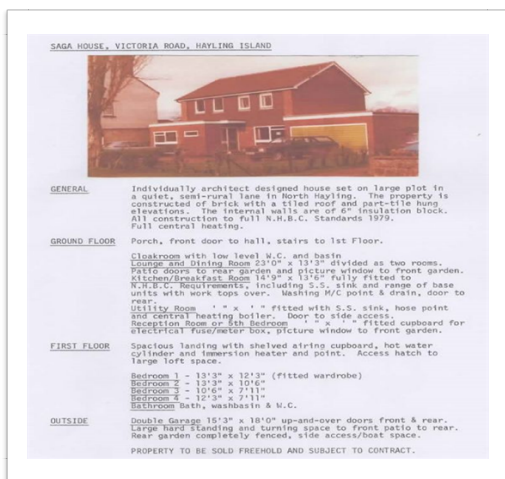 SAGA HOUSE, VICTORIA ROAD, HAYLING ISLAND
GENERAL
Individually architect designed house set on large plot in
a quiet, semi-rural lane in North Hayling. The property is
constructed of brick with a tiled roof and part-tile hung
elevations. The internal walls are of 6" insulation block.
All construction to full N.H.B.C. Standards 1979.
Full central heating.
GROUND FLOOR
Porch, front door to hall, stairs to 1st Floor.
Cloakroom with low level W.C. and basin
Lounge and Dining Room 23'0" x 13'3" divided as two rooms.
Patio doors to rear garden and picture window to front garden.
Kitchen/Breakfast Room 14'9" x 13'6" fully fitted to
N.H.B.C. Requirements, including S.S. sink and range of base
units with work tops over. Washing M/C point & drain, door to
rear.
Utility Room ' " x ' " fitted with S.S. sink, hose point
and central heating boiler. Door to side access.
Reception Room or 5th Bedroom ' " x ' " fitted cupboard for
electrical fuse/meter box, picture window to front garden.
FIRST FLOOR
Spacious landing with shelved airing cupboard, hot water
cylinder and immersion heater and point. Access hatch to
large loft space.
Bedroom 1 - 13'3" x 12'3" (fitted wardrobe)
Bedroom 2 - 13'3" x 10'6"
Bedroom 3 - 10'6" x 7'11"
Bedroom 4 - 12'3" x 7'11"
Bathroom Bath, washbasin & W.C.
OUTSIDE
Double Garage 15'3" x 18'0" up-and-over doors front & rear.
Large hard standing and turning space to front patio to rear.
Rear garden completely fenced, side access/boat space.
PROPERTY TO BE SOLD FREEHOLD AND SUBJECT TO CONTRACT.